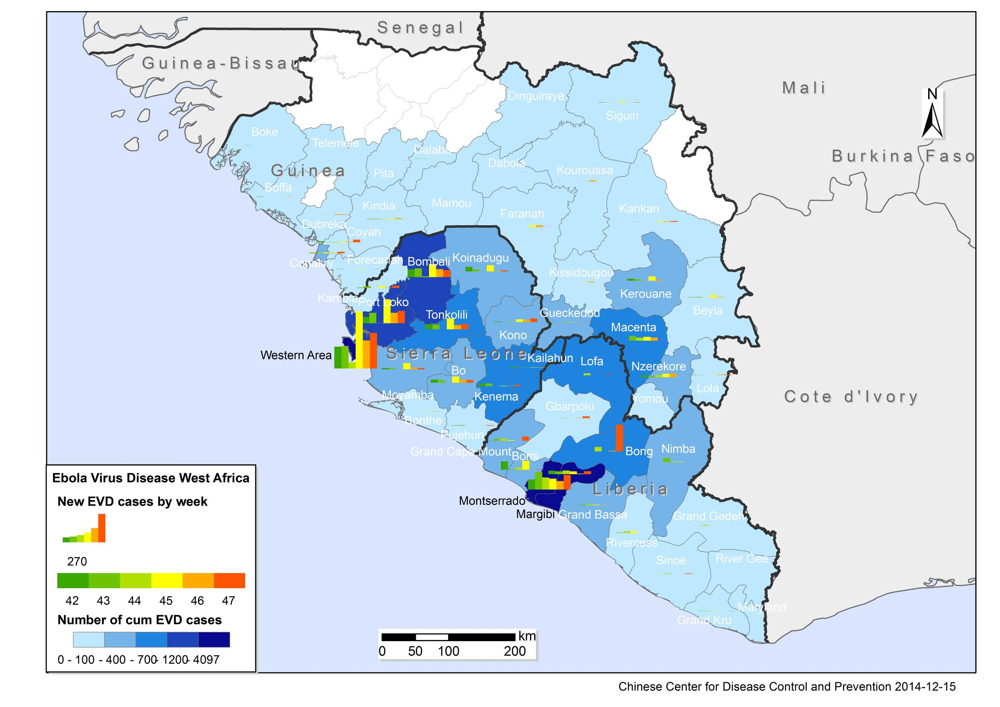 Senegal
Guinea-Bissau
Mali
N
Dinguiraye
Siguiri
Boke
Telemele
Dalaba
Burkina Faso
Guinea
Pita
Dabola
Kouroussa
Boffa
Kindia
Mamou
Faranah
Kankan
Dubreka
Coyah
Conakry
Forecariah
Bombali
Koinadugu
Kissidougou
Kerouane
Kambia
Port Loko
Tonkolili
Gueckedou
Beyla
Kono
Macenta
Western Area
Sierra Leone
Kailahun
Lofa
Bo
Nzerekore
Moyamba
Kenema
Lola
Yomou
Cote d'Ivory
Gbarpolu
Bonthe
Pujehun
Grand Cape Mount
Bomi
Bong
Nimba
Liberia
Montserrado
Margibi
Grand Bassa
Grand Gedeh
Rivercess
Sinoe
River Gee
Maryland
Grand Kru
Ebola Virus Disease West Africa
New EVD cases by week
270
42 43 44 45 46 47
Number of cum EVD cases
0 - 100 - 400 - 700 - 1200 - 4097
km
0 50 100 200
Chinese Center for Disease Control and Prevention 2014-12-15